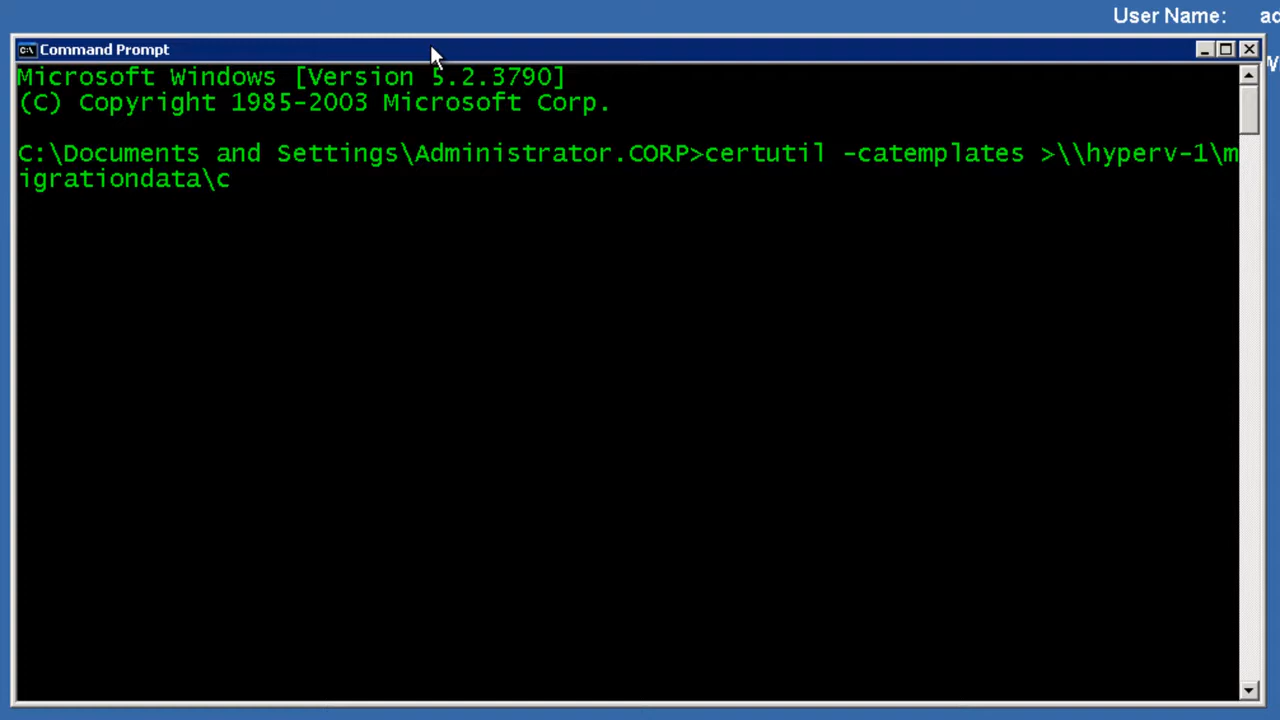 User Name:
Command Prompt
Microsoft Windows [Version 5.2.3790]
(C) Copyright 1985-2003 Microsoft Corp.
C:\Documents and Settings\Administrator.CORP>certutil -catemplates >\\hyperv-1\m
igrationdata\c